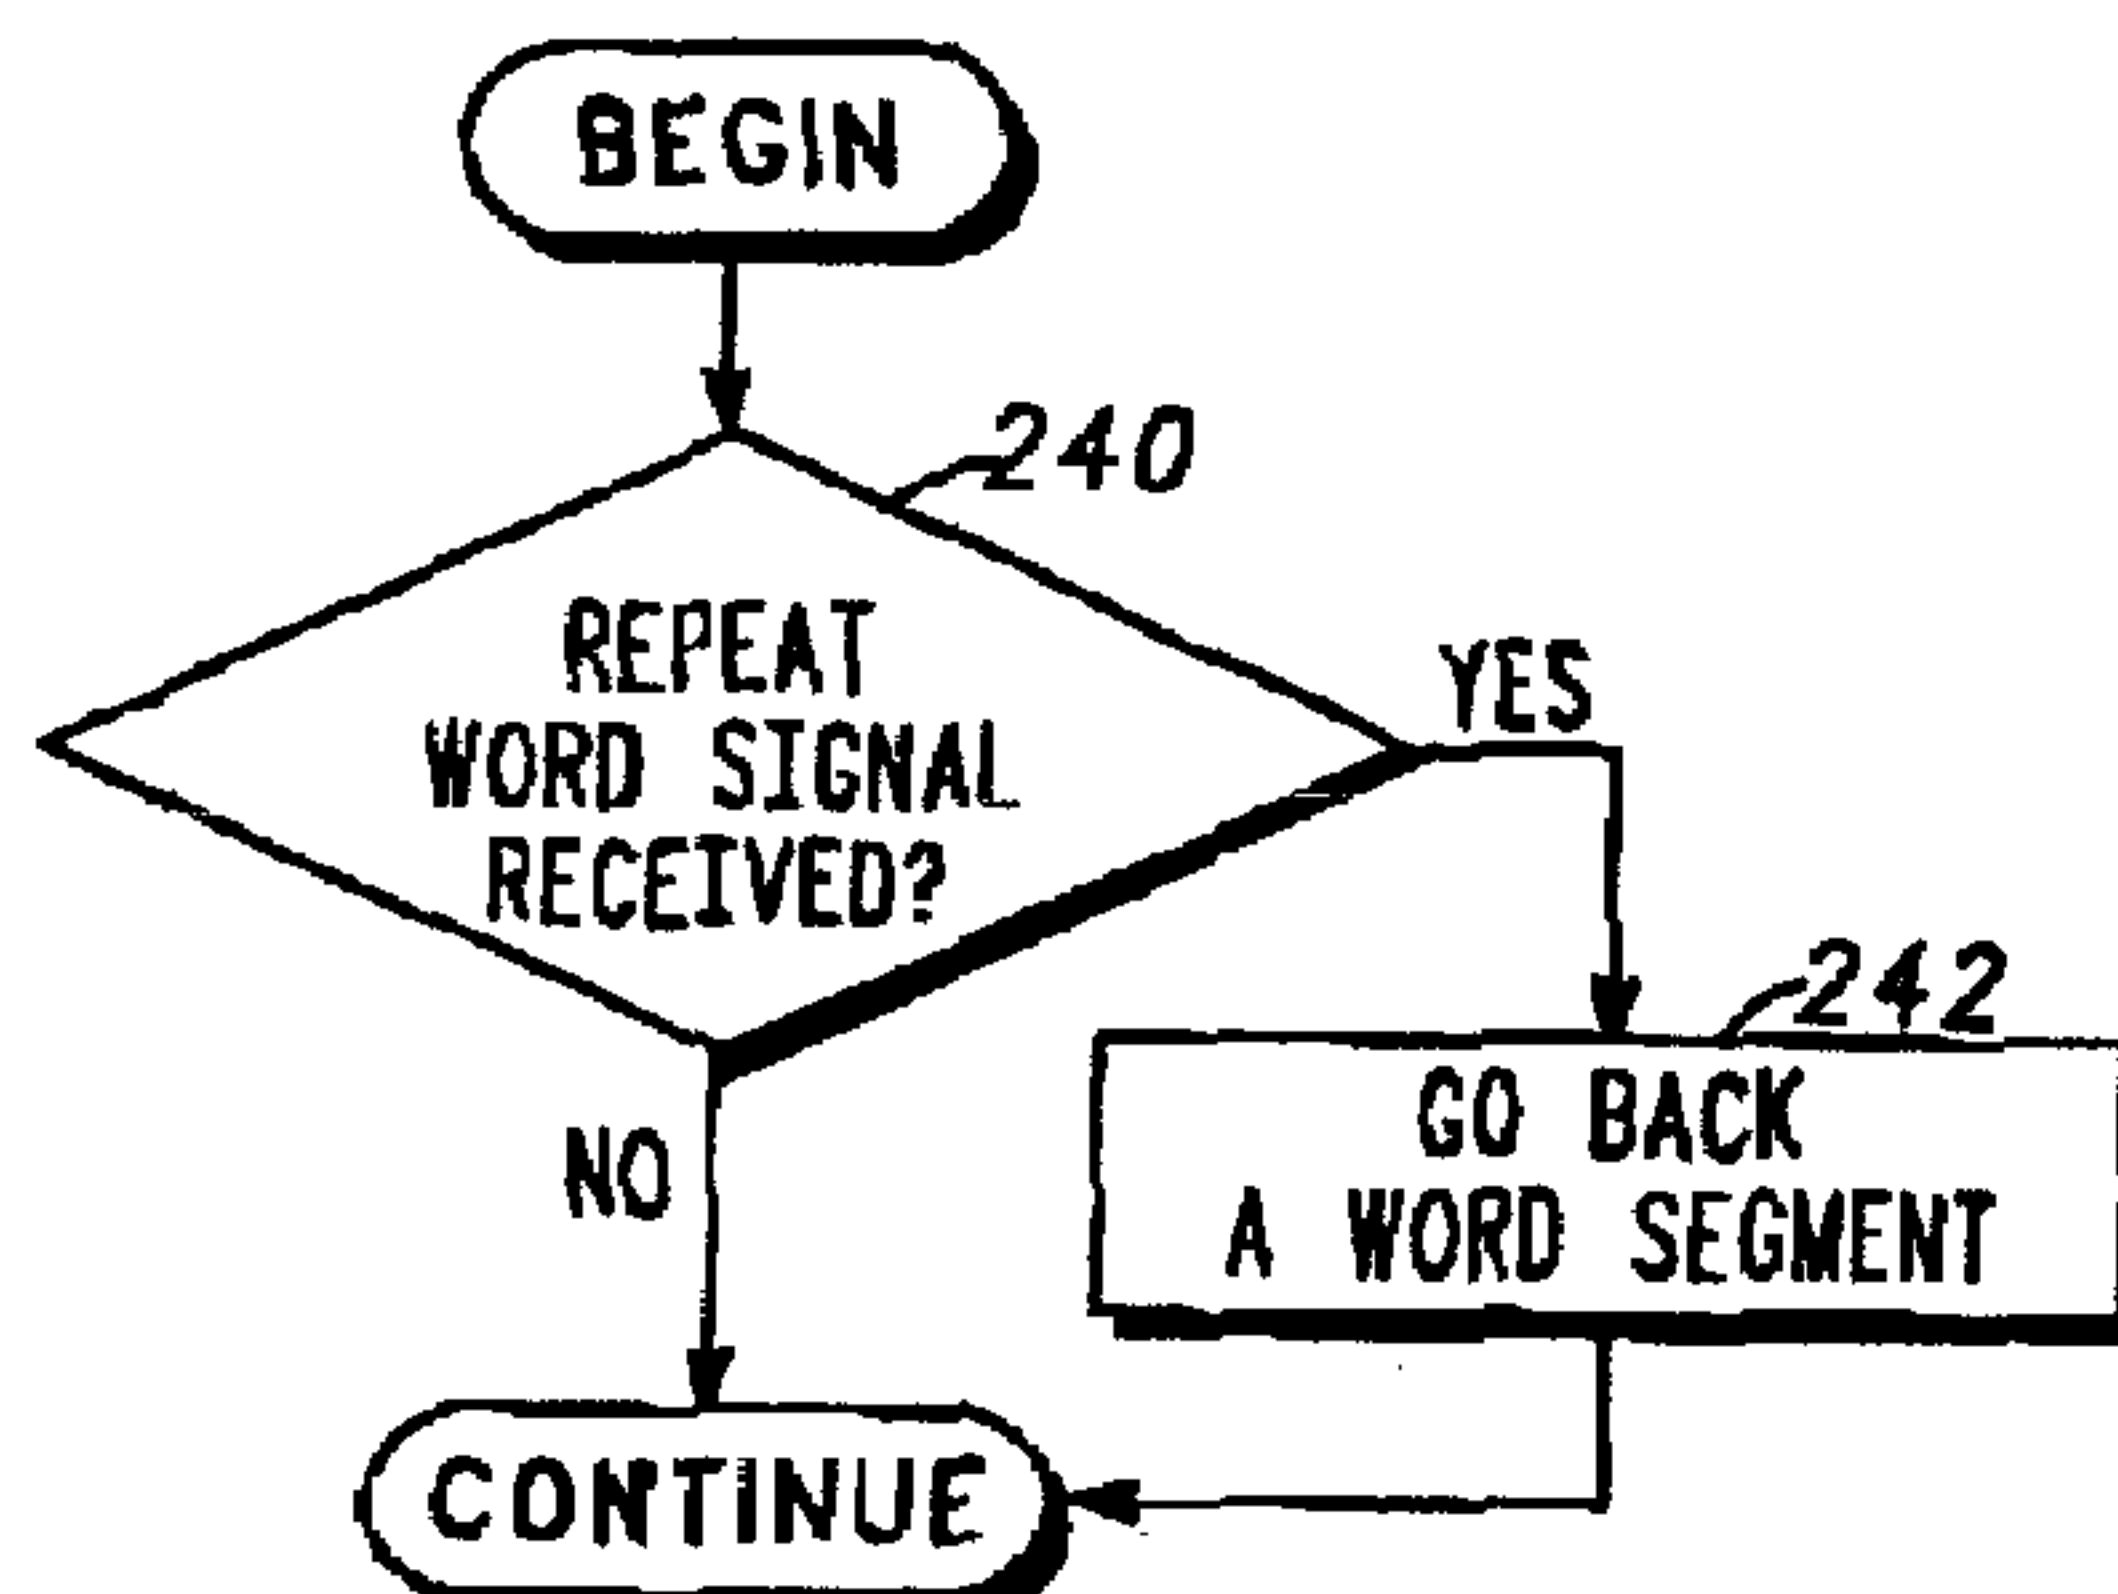 BEGIN
240
REPEAT
WORD SIGNAL
RECEIVED?
YES
NO
242
GO BACK
A WORD SEGMENT
CONTINUE